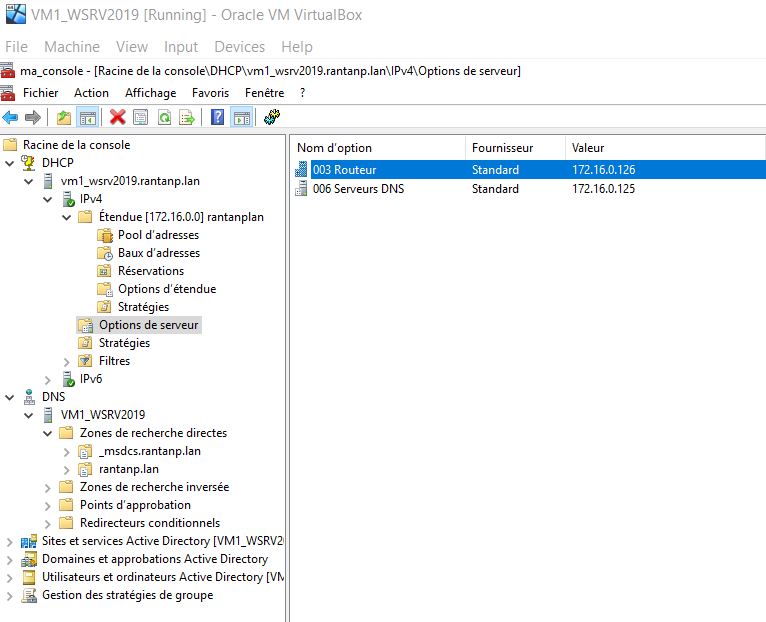 VM1_WSRV2019 [Running] - Oracle VM VirtualBox
File Machine View Input Devices Help
ma_console - [Racine de la console\DHCP\vm1_wsrv2019.rantanp.lan\IPv4\Options de serveur]
Fichier Action Affichage Favoris Fenêtre ?
Racine de la console
DHCP
vm1_wsrv2019.rantanp.lan
IPv4
Étendue [172.16.0.0] rantanplan
Pool d'adresses
Baux d'adresses
Réservations
Options d'étendue
Stratégies
Options de serveur
Stratégies
Filtres
IPv6
DNS
VM1_WSRV2019
Zones de recherche directes
_msdcs.rantanp.lan
rantanp.lan
Zones de recherche inversée
Points d'approbation
Redirecteurs conditionnels
Sites et services Active Directory [VM1_WSRV2
Domaines et approbations Active Directory
Utilisateurs et ordinateurs Active Directory [VM
Gestion des stratégies de groupe
Nom d'option Fournisseur Valeur
003 Routeur Standard 172.16.0.126
006 Serveurs DNS Standard 172.16.0.125